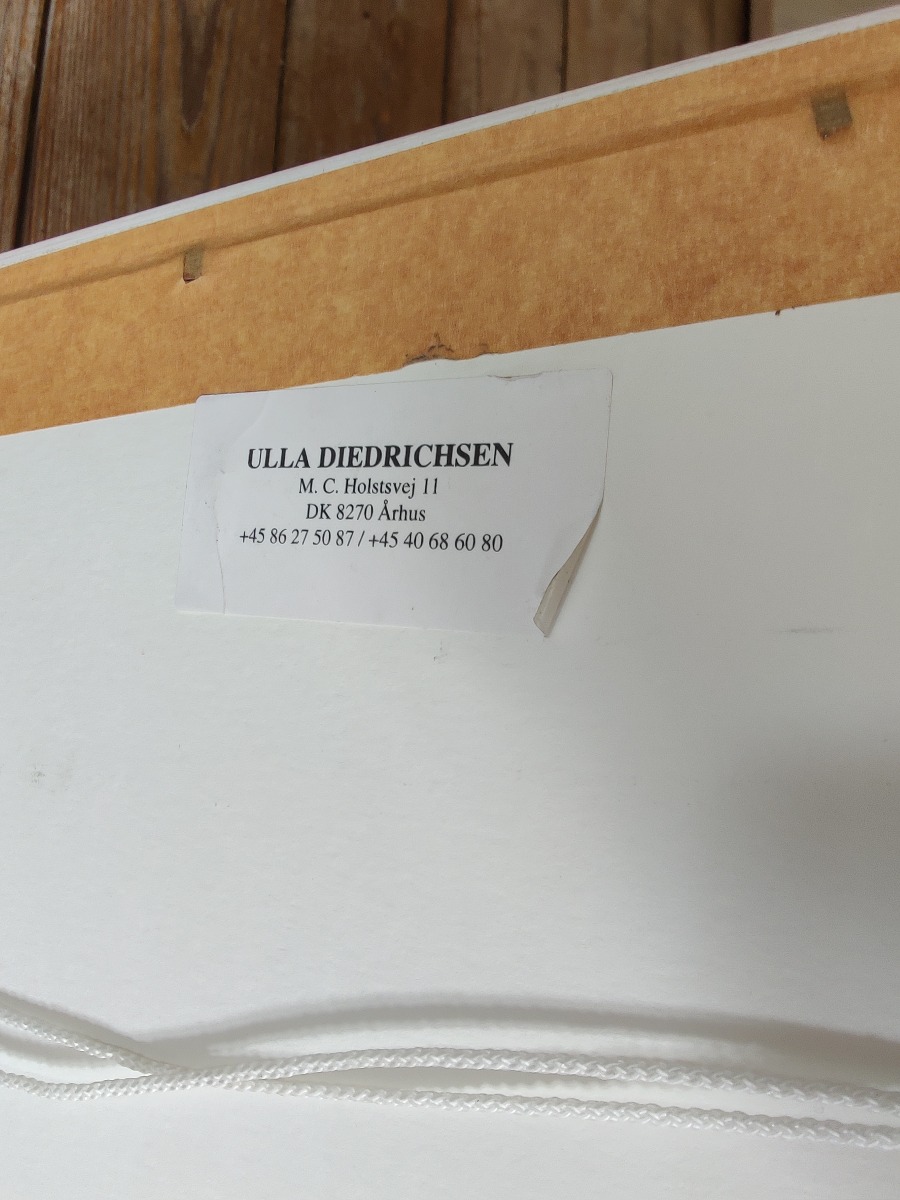 ULLA DIEDRICHSEN
M. C. Holstsvej 11
DK 8270 Århus
+45 86 27 50 87 / +45 40 68 60 80